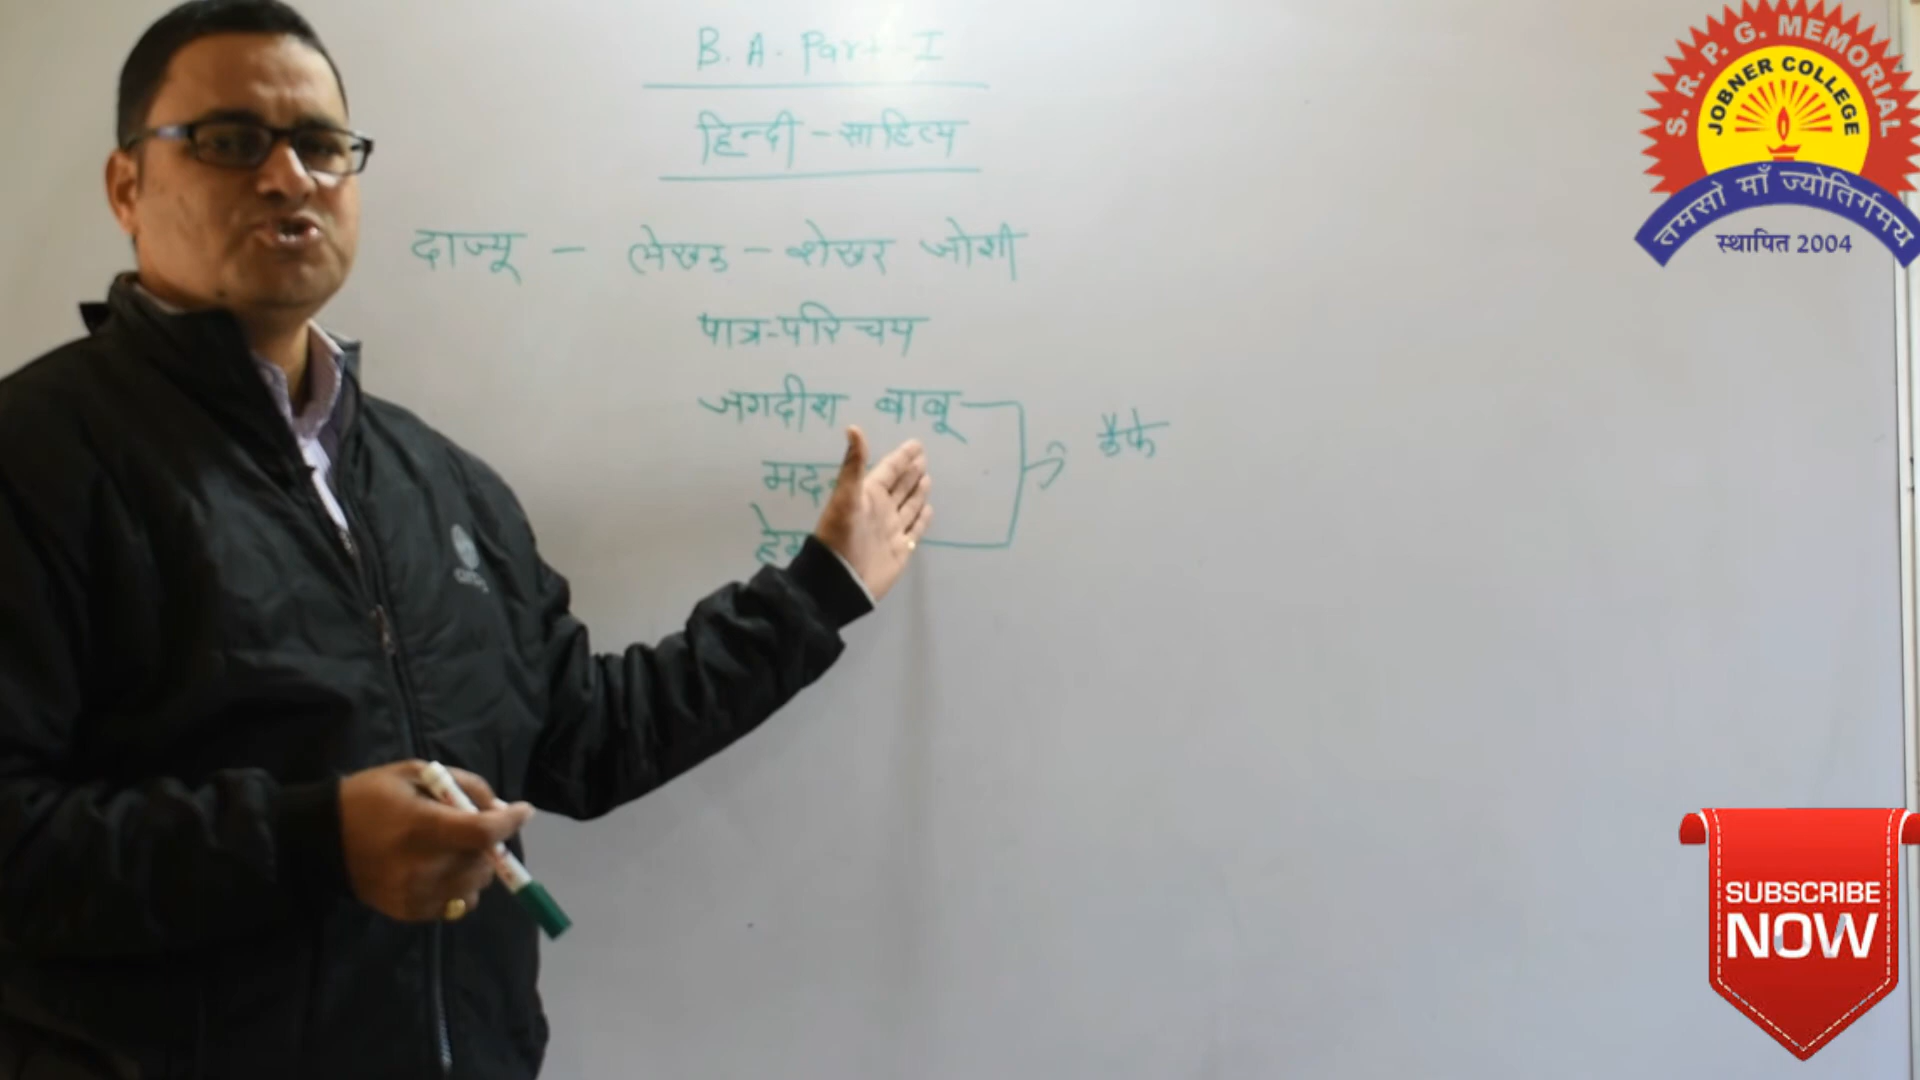 B. A. Part - I
हिन्दी - साहित्य
दाज्यू - लेखक - शेखर जोशी
पात्र-परिचय
जगदीश बाबू
मदन
S. R. P. G. MEMORIAL
JOBNER COLLEGE
तमसो माँ ज्योतिर्गमय
स्थापित 2004
SUBSCRIBE
NOW